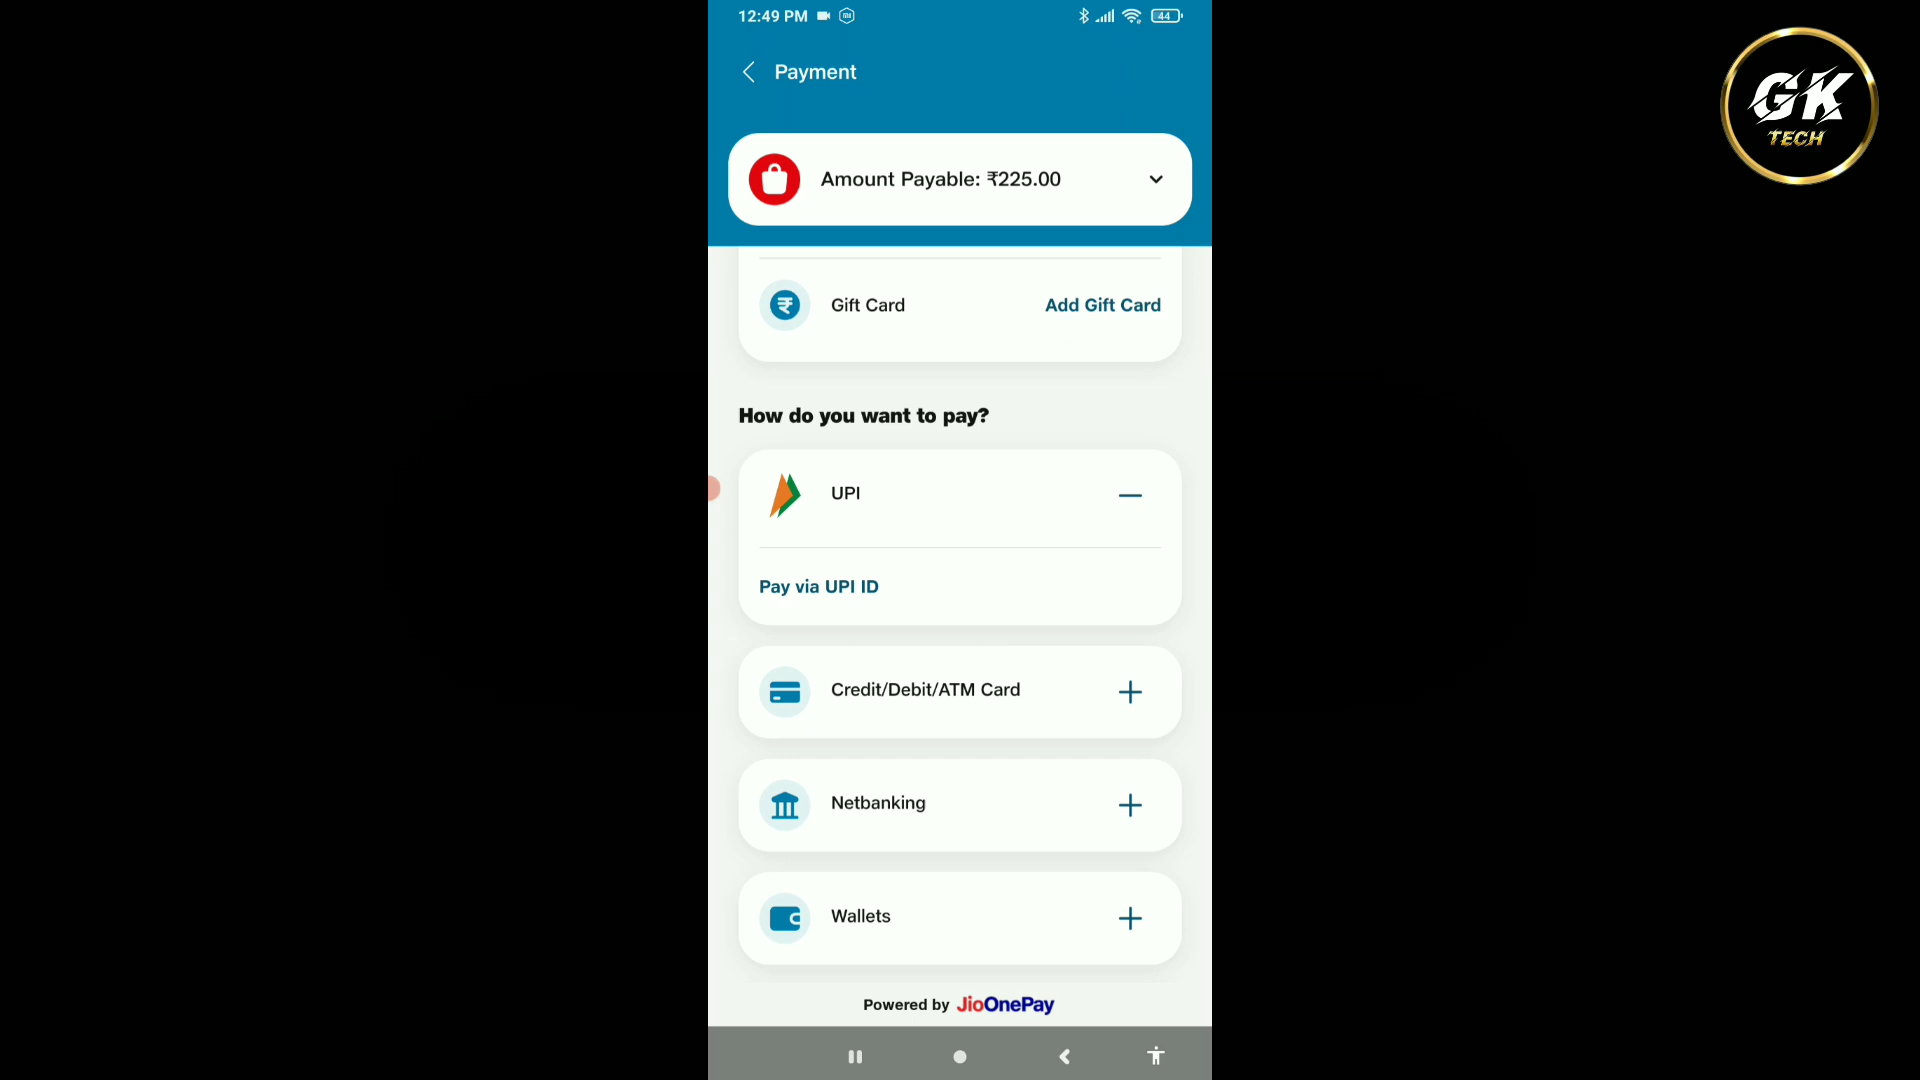 12:49 PM
44
Payment
GK
TECH
Amount Payable: ₹225.00
Gift Card
Add Gift Card
How do you want to pay?
UPI
Pay via UPI ID
Credit/Debit/ATM Card
Netbanking
Wallets
Powered by JioOnePay